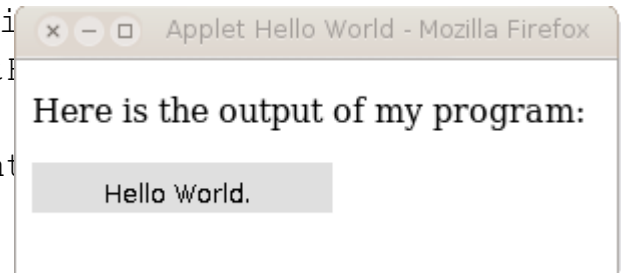 Applet Hello World - Mozilla Firefox
Here is the output of my program:
Hello World.